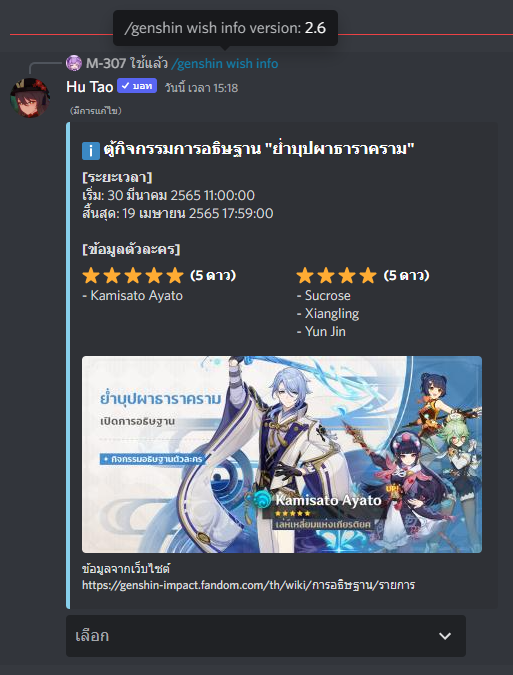 /genshin wish info version: 2.6
M-307 ใช้แล้ว /genshin wish info
Hu Tao บอท วันนี้ เวลา 15:18
(มีการแก้ไข)
ตู้กิจกรรมการอธิษฐาน "ย่ำบุปผาธาราคราม"
[ระยะเวลา]
เริ่ม: 30 มีนาคม 2565 11:00:00
สิ้นสุด: 19 เมษายน 2565 17:59:00
[ข้อมูลตัวละคร]
(5 ดาว)
- Kamisato Ayato
(5 ดาว)
- Sucrose
- Xiangling
- Yun Jin
ย่ำบุปผาธาราคราม
เปิดการอธิษฐาน
+ กิจกรรมอธิษฐานตัวละคร
UP!
Kamisato Ayato
เล่ห์เหลี่ยมแห่งเกียรติยศ
ข้อมูลจากเว็บไซต์
https://genshin-impact.fandom.com/th/wiki/การอธิษฐาน/รายการ
เลือก